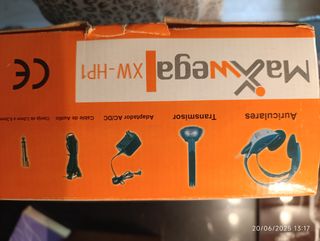 Maxwega
XW-HP1
CE
Auriculares
Transmisor
Adaptador AC/DC
Cable de Audio
20/06/2025 13:17